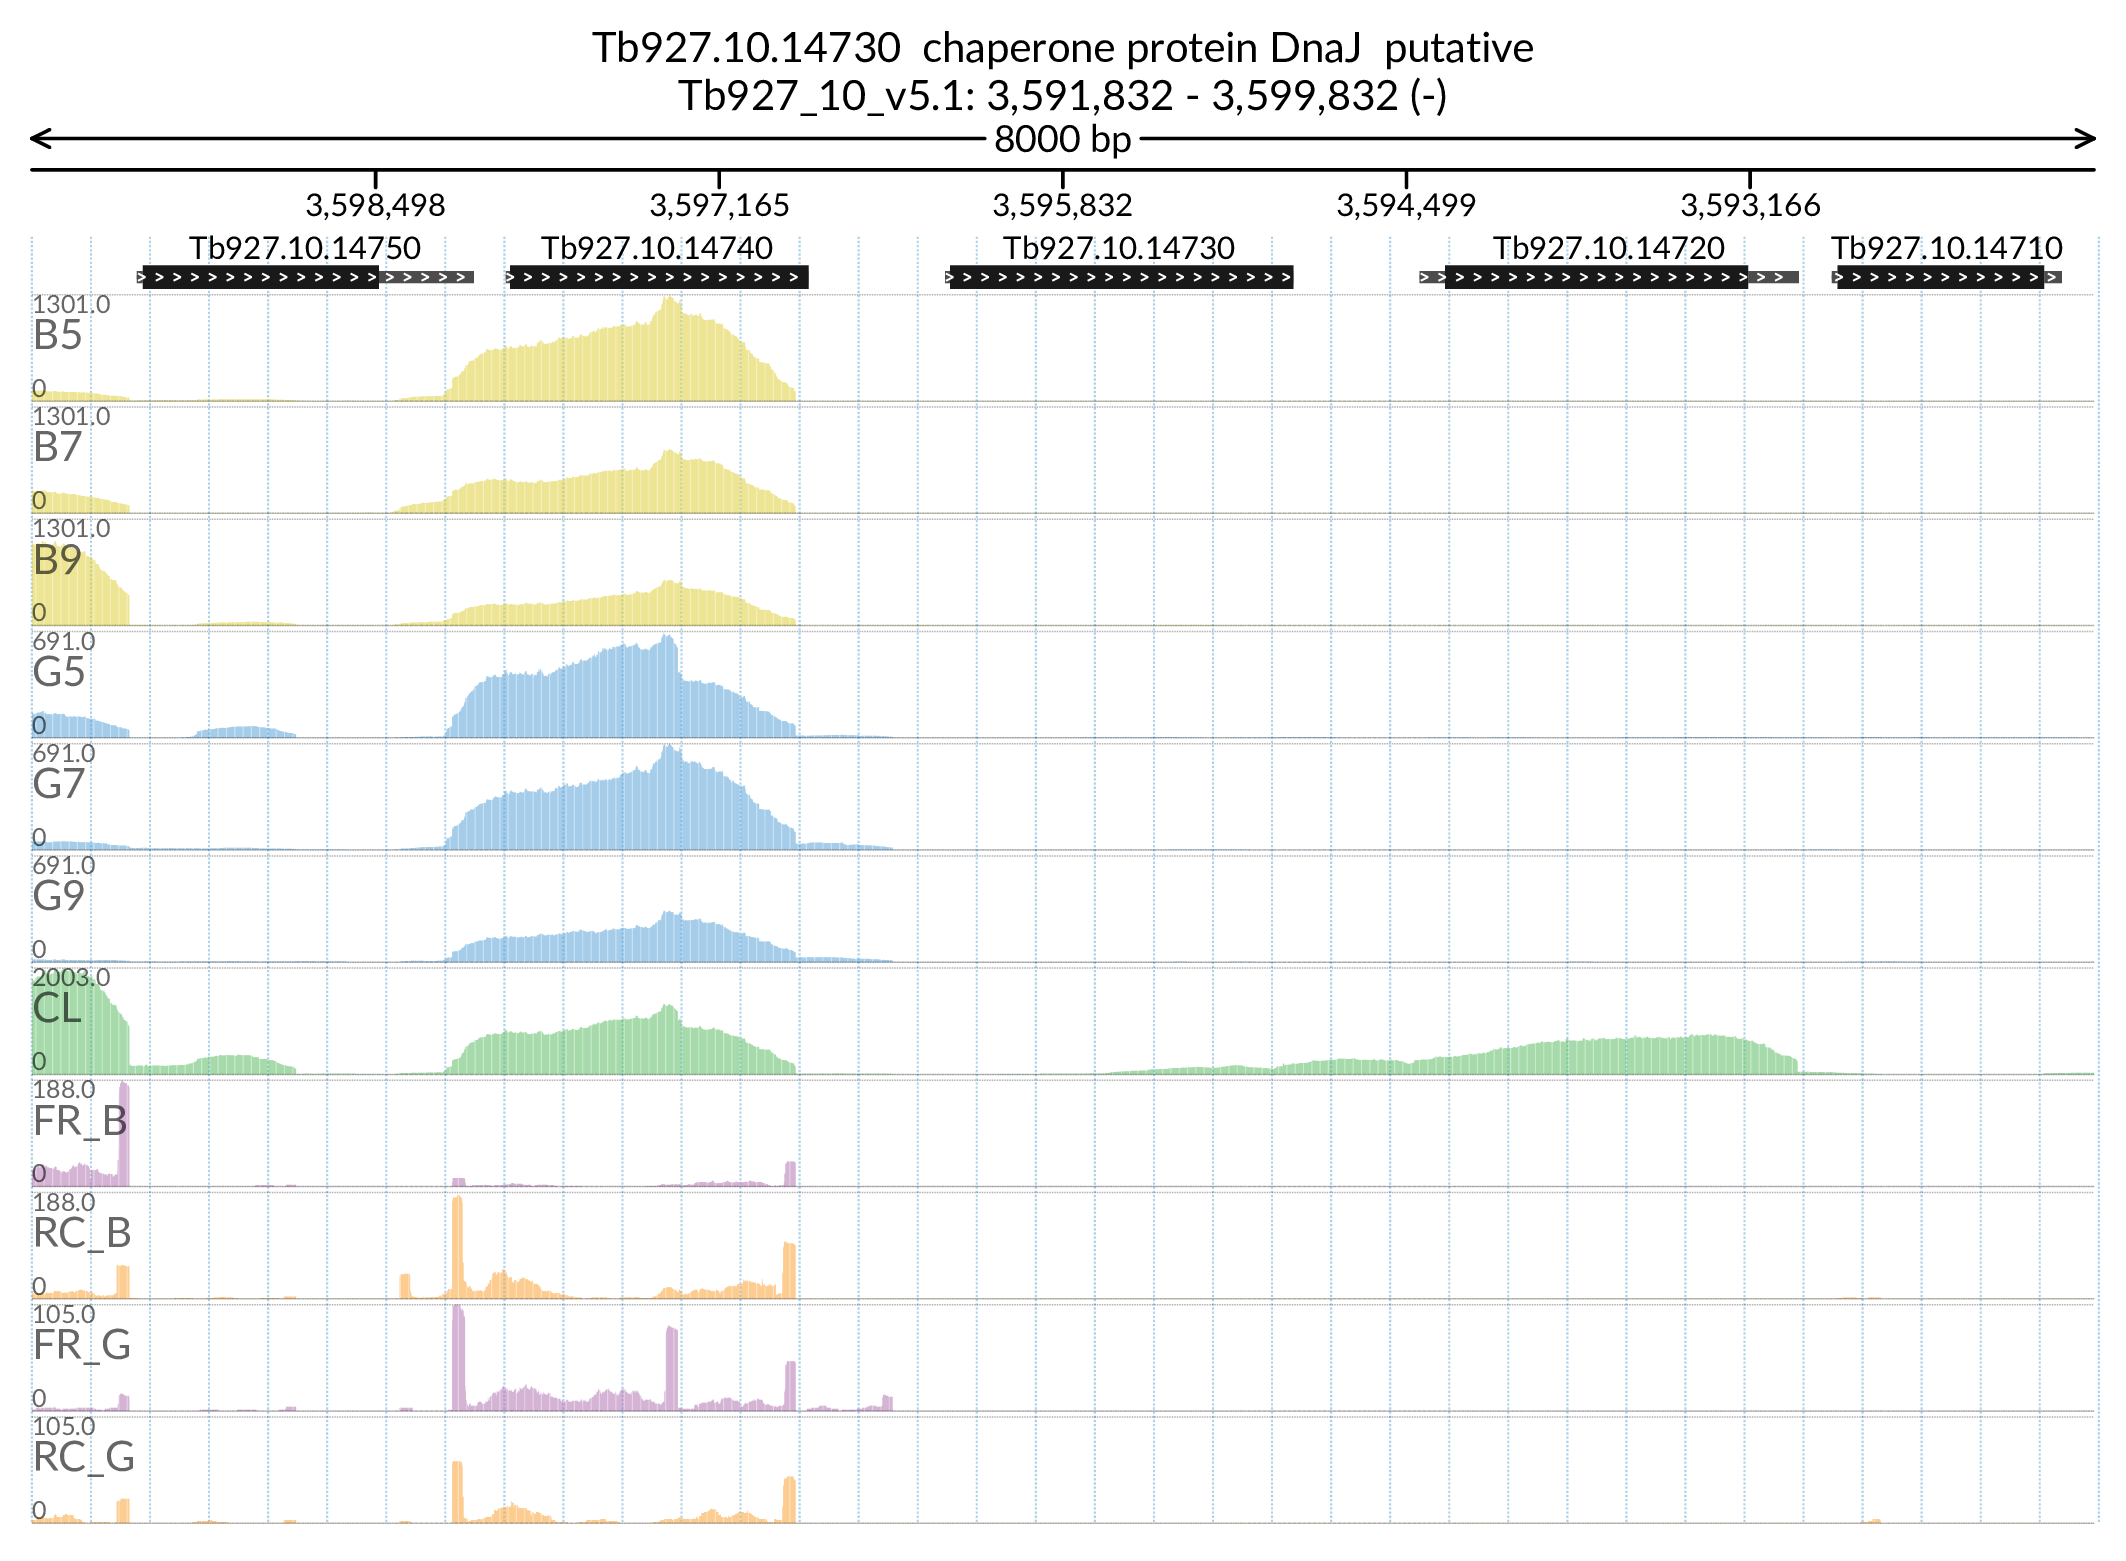 Tb927.10.14730  chaperone protein DnaJ  putative
Tb927_10_v5.1: 3,591,832 - 3,599,832 (-)
8000 bp
3,598,498 3,597,165 3,595,832 3,594,499 3,593,166
Tb927.10.14750 Tb927.10.14740 Tb927.10.14730 Tb927.10.14720 Tb927.10.14710
1301.0
B5
0
1301.0
B7
0
1301.0
B9
0
691.0
G5
0
691.0
G7
0
691.0
G9
0
2003.0
CL
0
188.0
FR_B
0
188.0
RC_B
0
105.0
FR_G
0
105.0
RC_G
0